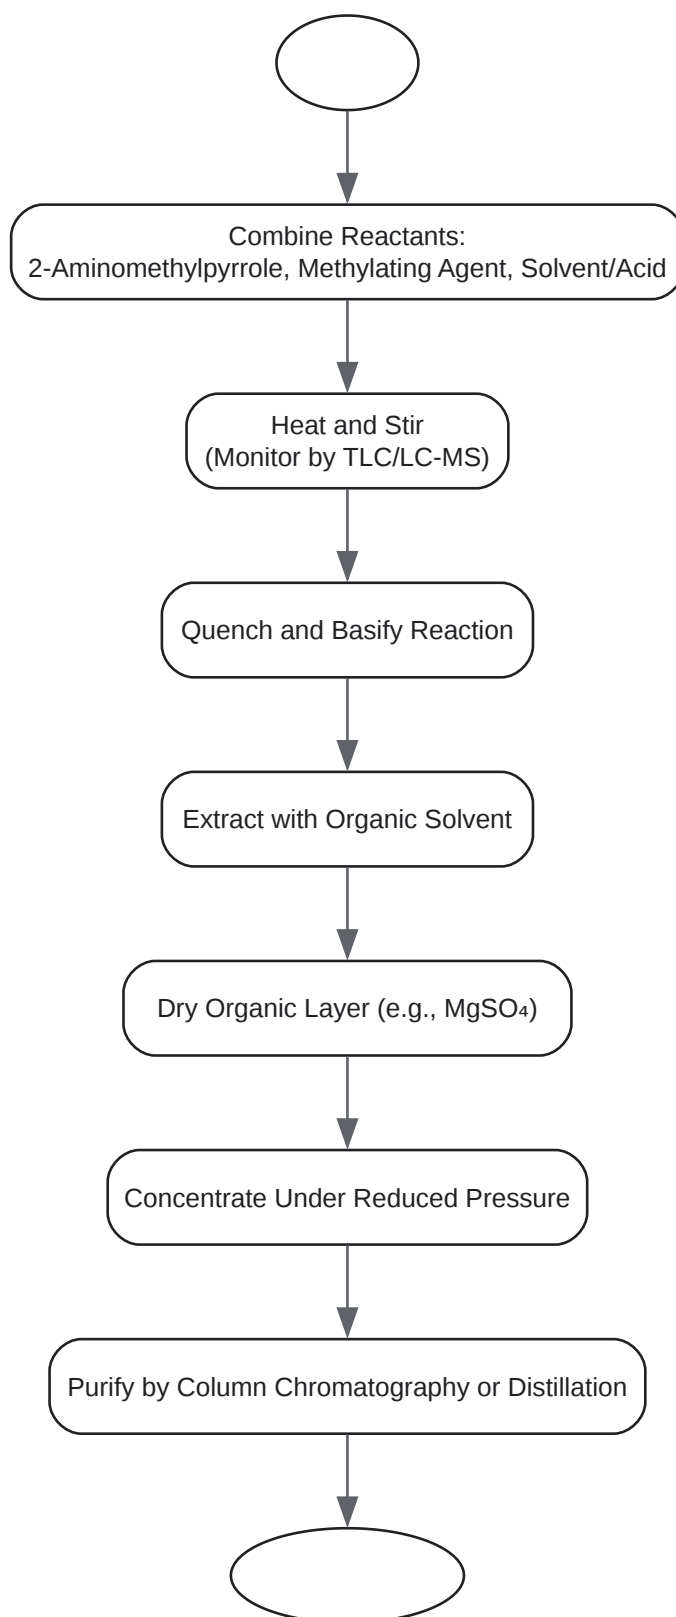 Combine Reactants:
2-Aminomethylpyrrole, Methylating Agent, Solvent/Acid
Heat and Stir
(Monitor by TLC/LC-MS)
Quench and Basify Reaction
Extract with Organic Solvent
Dry Organic Layer (e.g., MgSO₄)
Concentrate Under Reduced Pressure
Purify by Column Chromatography or Distillation